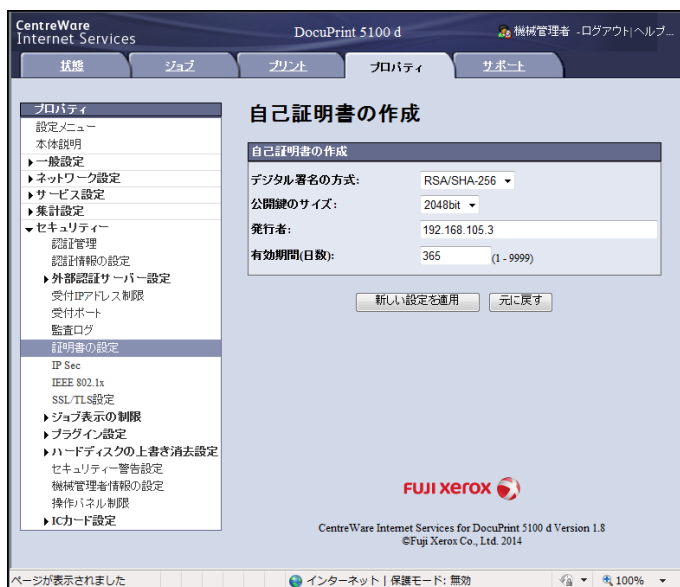 CentreWare
Internet Services
DocuPrint 5100 d
機械管理者 -ログアウト|ヘルプ...
状態
ジョブ
プリント
プロパティ
サポート
プロパティ
設定メニュー
本体説明
一般設定
ネットワーク設定
サービス設定
集計設定
セキュリティー
認証管理
認証情報の設定
外部認証サーバー設定
受付IPアドレス制限
受付ポート
監査ログ
証明書の設定
IP Sec
IEEE 802.1x
SSL/TLS設定
ジョブ表示の制限
プラグイン設定
ハードディスクの上書き消去設定
セキュリティー警告設定
機械管理者情報の設定
操作パネル制限
ICカード設定
自己証明書の作成
自己証明書の作成
デジタル署名の方式: RSA/SHA-256
公開鍵のサイズ: 2048bit
発行者: 192.168.105.3
有効期間(日数): 365 (1 - 9999)
新しい設定を適用 元に戻す
FUJI xerox
CentreWare Internet Services for DocuPrint 5100 d Version 1.8
©Fuji Xerox Co., Ltd. 2014
ページが表示されました インターネット | 保護モード: 無効 100%